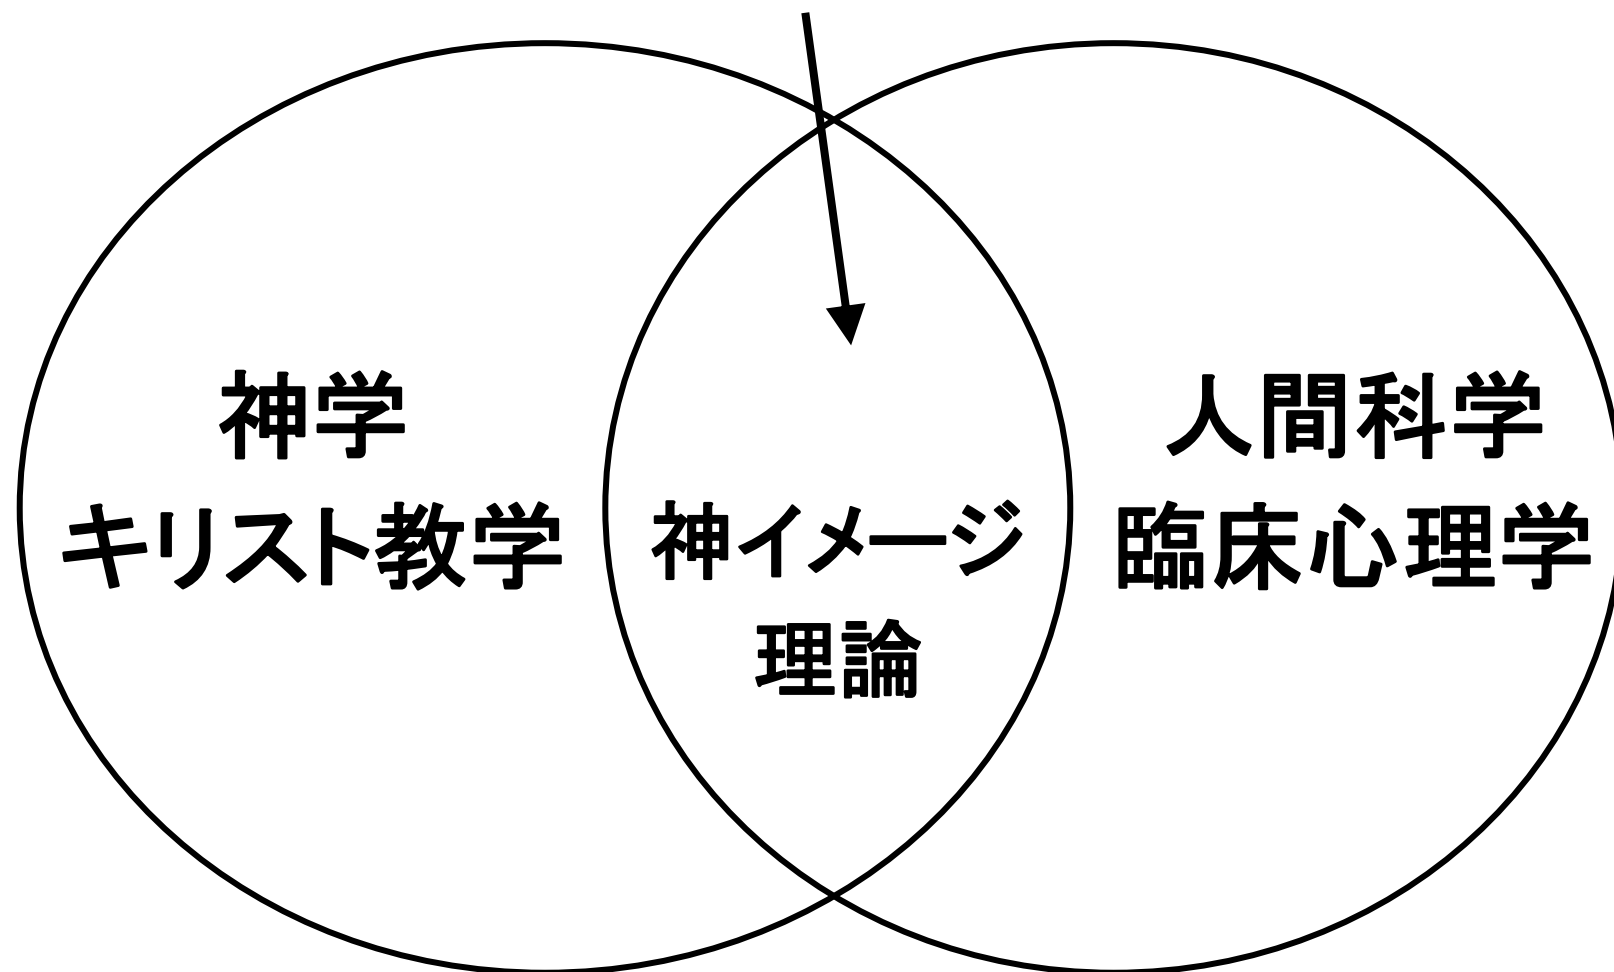 神学
キリスト教学
神イメージ
理論
人間科学
臨床心理学